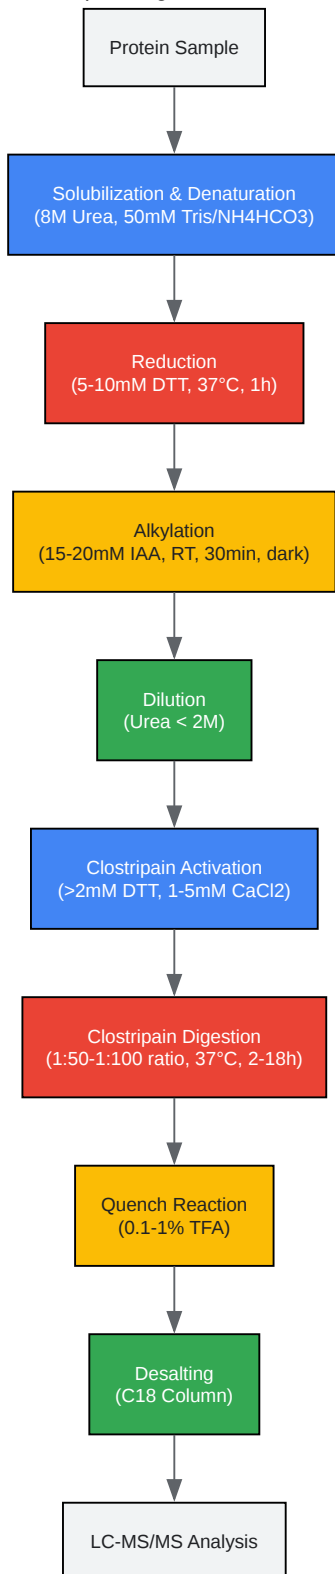 Protein Sample
Solubilization & Denaturation
(8M Urea, 50mM Tris/NH4HCO3)
Reduction
(5-10mM DTT, 37°C, 1h)
Alkylation
(15-20mM IAA, RT, 30min, dark)
Dilution
(Urea < 2M)
Clostripain Activation
(>2mM DTT, 1-5mM CaCl2)
Clostripain Digestion
(1:50-1:100 ratio, 37°C, 2-18h)
Quench Reaction
(0.1-1% TFA)
Desalting
(C18 Column)
LC-MS/MS Analysis